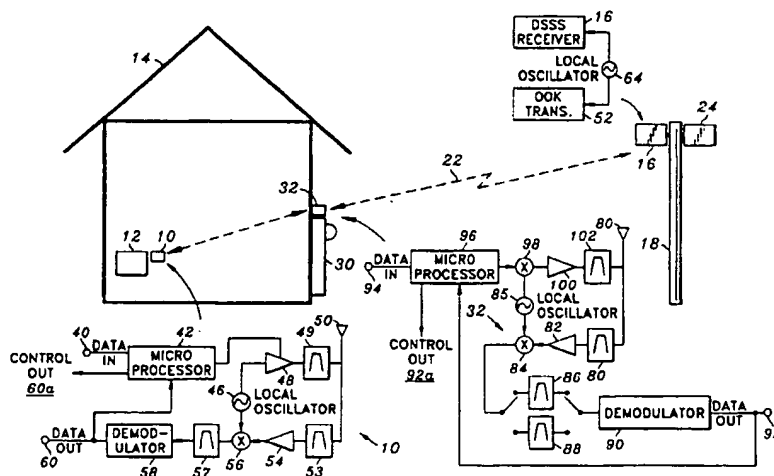 14
DSSS
RECEIVER
16
LOCAL
OSCILLATOR
64
OOK
TRANS.
52
24
16
22
32
18
12
10
30
80
96
98
102
DATA
IN
94
MICRO
PROCESSOR
100
85
LOCAL
OSCILLATOR
CONTROL
OUT
92a
32
82
84
80
40
DATA
IN
42
MICRO
PROCESSOR
CONTROL
OUT
60a
50
49
48
46
LOCAL
OSCILLATOR
86
88
DEMODULATOR
90
DATA
OUT
60
DATA
OUT
DEMOD-
ULATOR
58
57
56
54
53
10